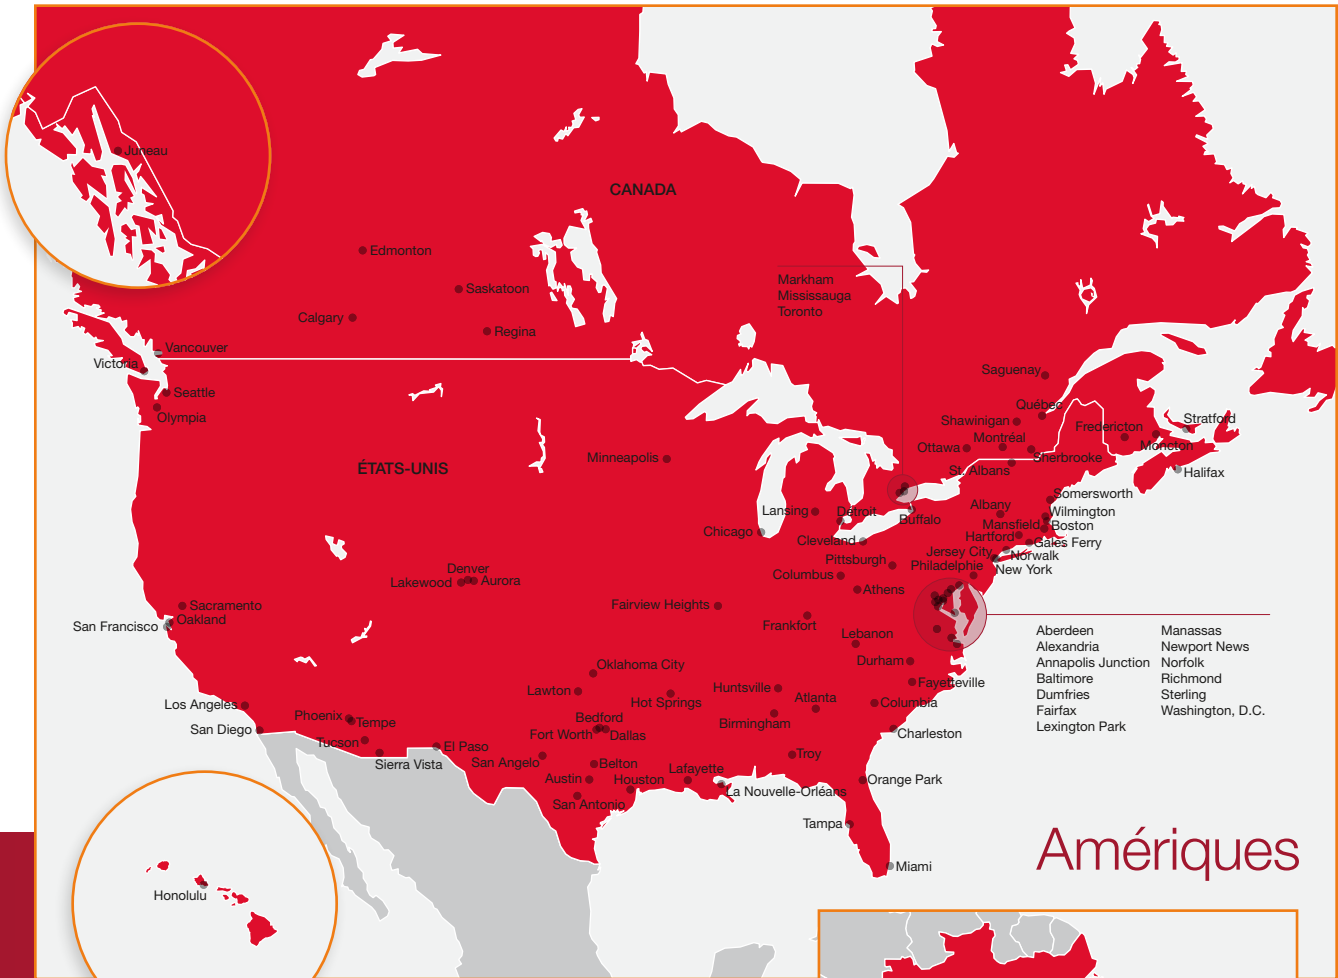 Juneau
CANADA
Edmonton
Saskatoon
Calgary
Regina
Markham
Mississauga
Toronto
Vancouver
Victoria
Seattle
Olympia
Saguenay
Québec
Shawinigan
Stratford
Fredericton
Montréal
Ottawa
Moncton
Sherbrooke
St. Albans
Halifax
ÉTATS-UNIS
Minneapolis
Somersworth
Albany
Wilmington
Lansing
Détroit
Buffalo
Mansfield
Boston
Chicago
Hartford
Cleveland
Gales Ferry
Jersey City
Norwalk
Pittsburgh
Philadelphie
New York
Denver
Columbus
Lakewood
Aurora
Athens
Sacramento
Fairview Heights
Oakland
San Francisco
Frankfort
Lebanon
Aberdeen
Alexandria
Annapolis Junction
Baltimore
Dumfries
Fairfax
Lexington Park
Manassas
Newport News
Norfolk
Richmond
Sterling
Washington, D.C.
Durham
Oklahoma City
Fayetteville
Lawton
Huntsville
Hot Springs
Atlanta
Columbia
Los Angeles
Phoenix
Tempe
Bedford
Birmingham
San Diego
Fort Worth
Dallas
Charleston
Tucson
El Paso
Troy
Sierra Vista
San Angelo
Belton
Lafayette
Austin
Houston
Orange Park
La Nouvelle-Orléans
San Antonio
Tampa
Amériques
Miami
Honolulu